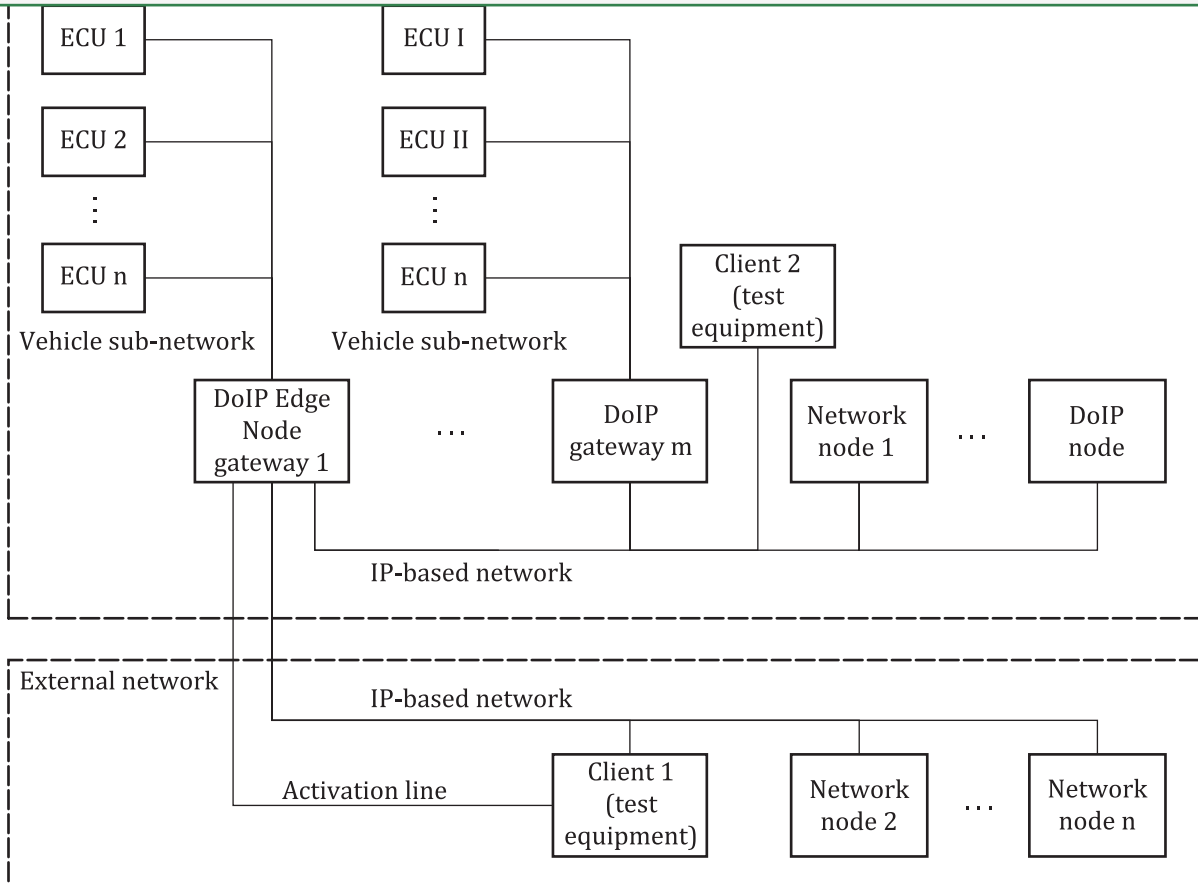 ECU 1
ECU I
ECU 2
ECU II
⋮
⋮
ECU n
ECU n
Client 2
(test
equipment)
Vehicle sub-network
Vehicle sub-network
DoIP Edge
Node
gateway 1
...
DoIP
gateway m
Network
node 1
...
DoIP
node
IP-based network
External network
IP-based network
Activation line
Client 1
(test
equipment)
Network
node 2
...
Network
node n